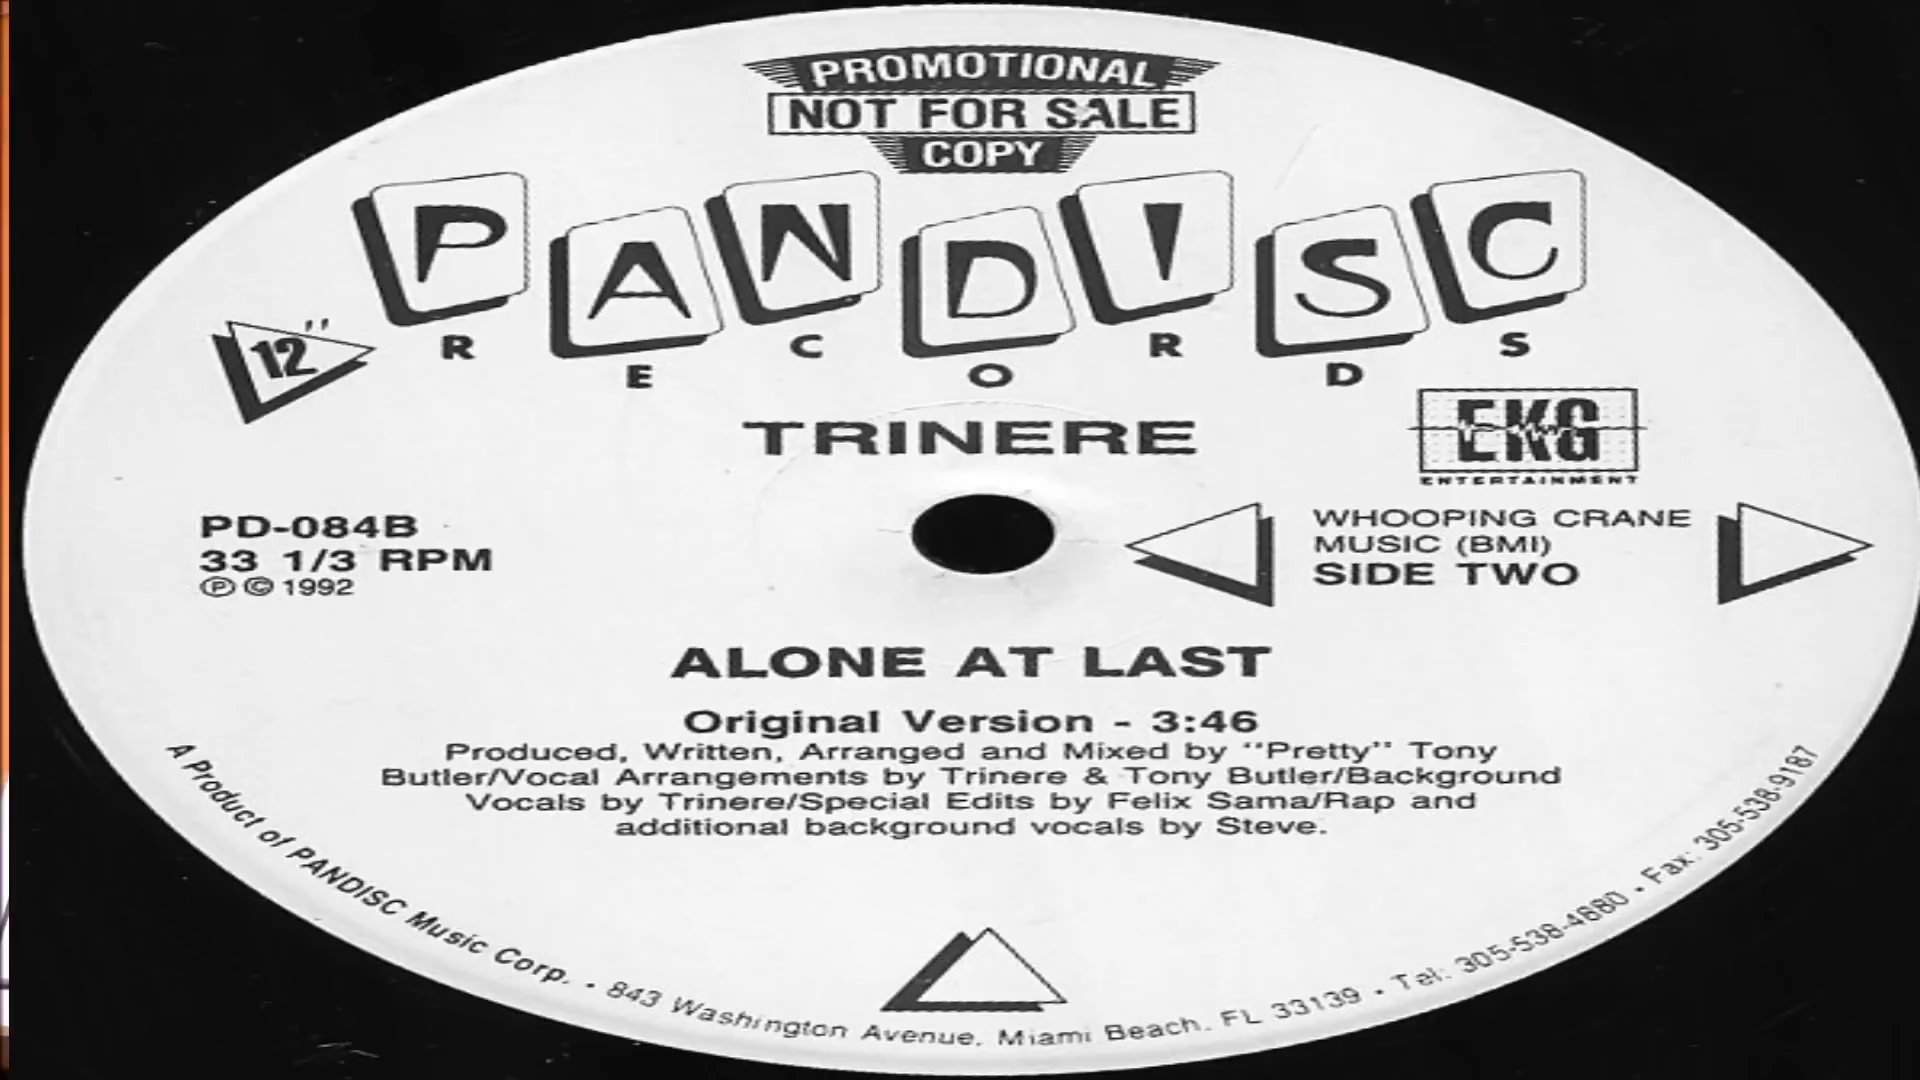 PROMOTIONAL
NOT FOR SALE
COPY
PANDISC
RECORDS
12"
TRINERE
EKG
ENTERTAINMENT
PD-084B
33 1/3 RPM
℗ © 1992
WHOOPING CRANE
MUSIC (BMI)
SIDE TWO
ALONE AT LAST
Original Version - 3:46
Produced, Written, Arranged and Mixed by "Pretty" Tony
Butler/Vocal Arrangements by Trinere & Tony Butler/Background
Vocals by Trinere/Special Edits by Felix Sama/Rap and
additional background vocals by Steve.
A Product of PANDISC Music Corp. • 843 Washington Avenue, Miami Beach, FL 33139 • Tel: 305-538-4880 • Fax: 305-538-9187